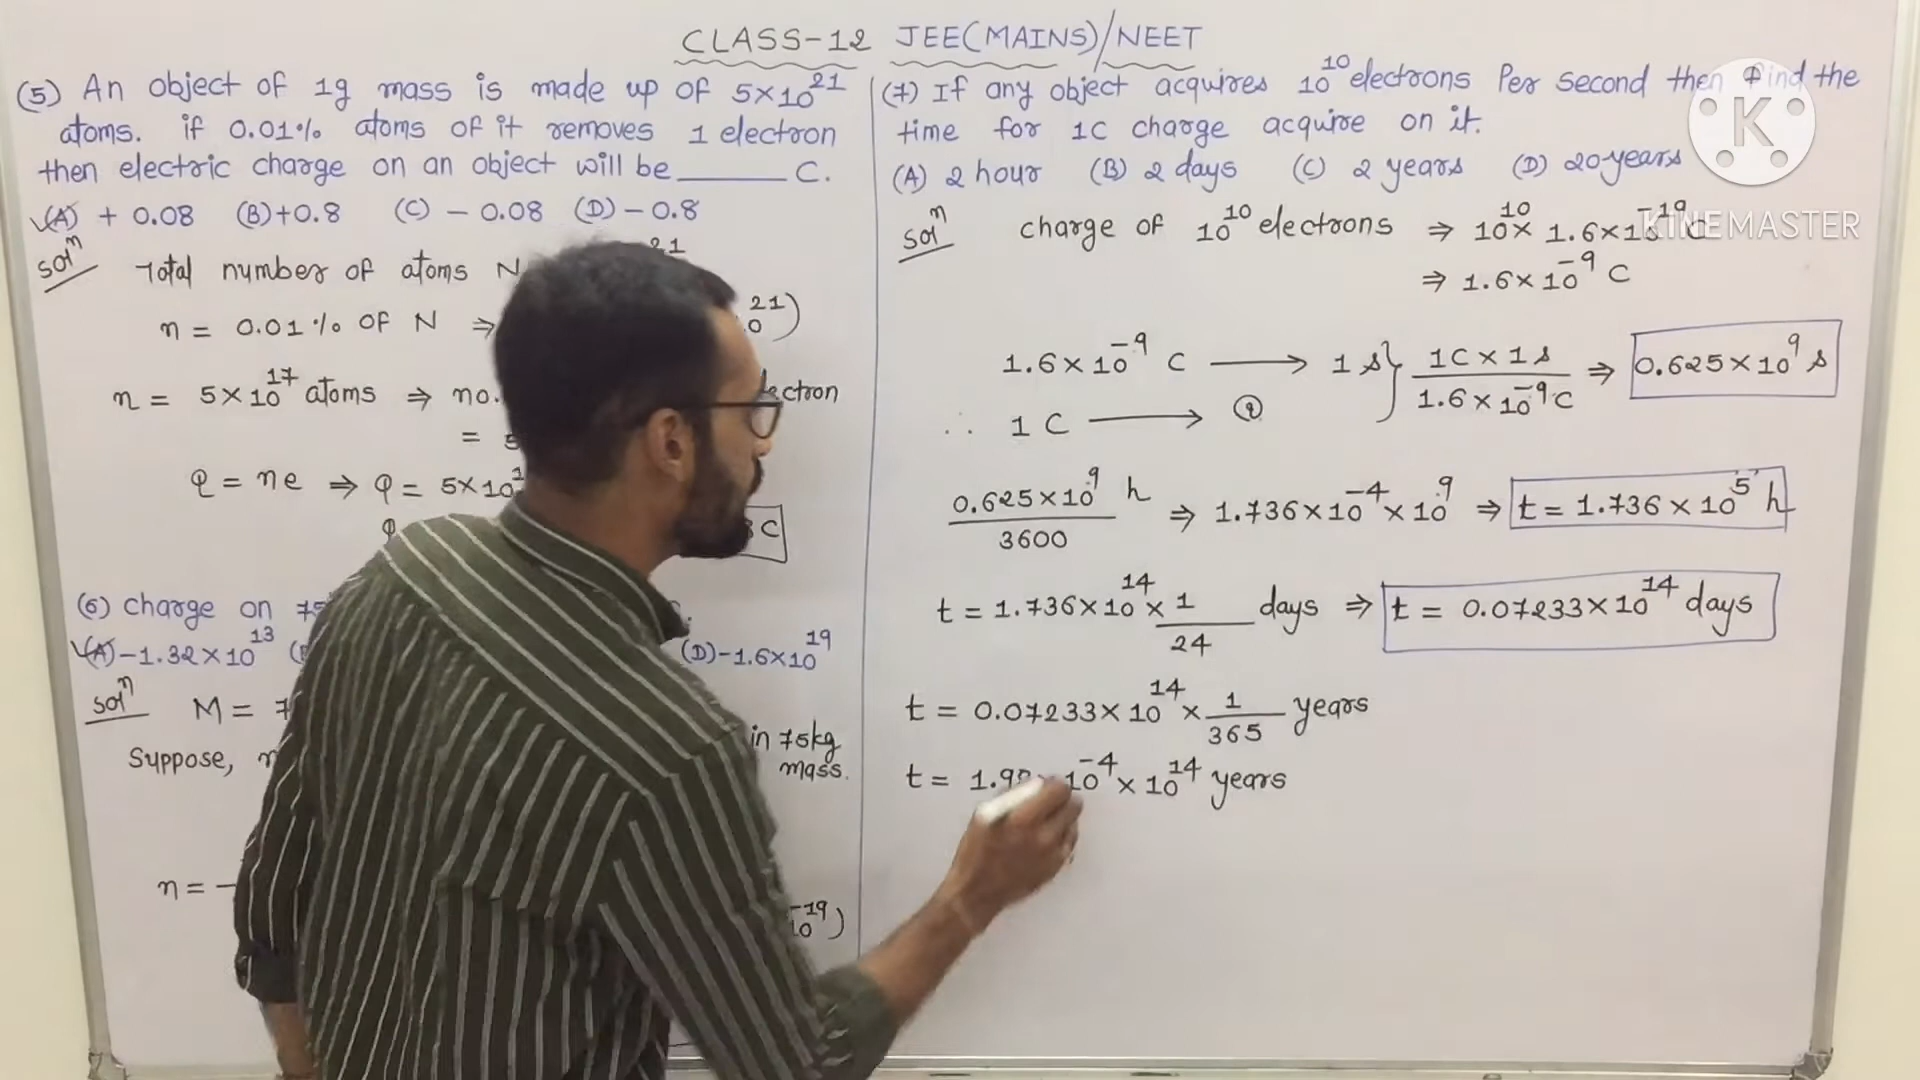 CLASS-12 JEE(MAINS)/NEET
(5) An object of 1g mass is made up of 5×10²¹
atoms. if 0.01% atoms of it removes 1 electron
then electric charge on an object will be ______ C.
(A) + 0.08 (B)+0.8 (C) - 0.08 (D) - 0.8
Solⁿ
Total number of atoms N 21
n = 0.01% of N ⇒ 0²¹)
n = 5×10¹⁷ atoms ⇒ no.
= 5
Q = ne ⇒ Q = 5×10
Q C
(6) charge on
(A) -1.32×10¹³ (D) -1.6×10¹⁹
Solⁿ M = 7
Suppose, in 75kg
mass.
n = -
10⁻¹⁹)
(7) If any object acquires 10¹⁰ electrons Per second then find the
time for 1C charge acquire on it.
(A) 2 hour (B) 2 days (C) 2 years (D) 20 years
Solⁿ charge of 10¹⁰ electrons ⇒ 10¹⁰ × 1.6×10⁻¹⁹ C
⇒ 1.6×10⁻⁹ C
1.6×10⁻⁹ C → 1 s} 1C × 1s / 1.6×10⁻⁹C ⇒ 0.625×10⁹ s
∴ 1 C → ?
0.625×10⁹ / 3600 h ⇒ 1.736×10⁻⁴×10⁹ ⇒ t = 1.736×10⁵ h
t = 1.736×10¹⁴ × 1/24 days ⇒ t = 0.07233×10¹⁴ days
t = 0.07233×10¹⁴ × 1/365 years
t = 1.98×10⁻⁴ × 10¹⁴ years
K
KINEMASTER